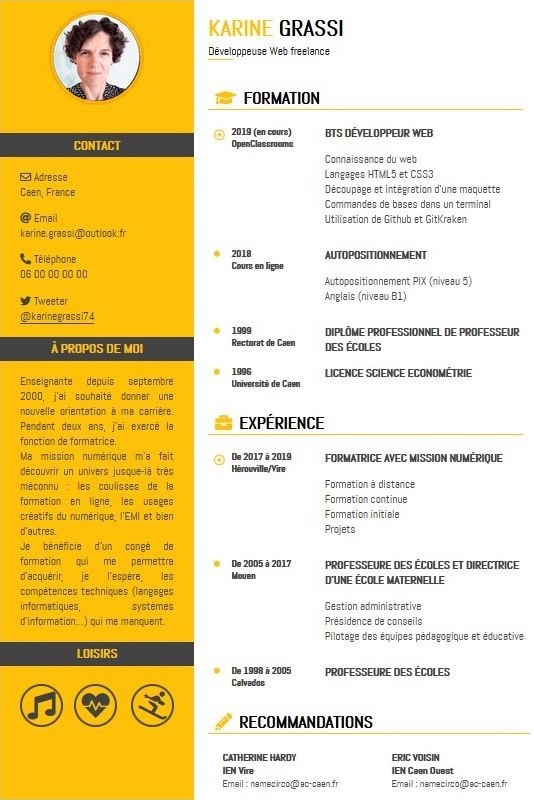 KARINE GRASSI
Développeuse Web freelance
CONTACT
Adresse
Caen, France
Email
karine.grassi@outlook.fr
Téléphone
06 00 00 00 00
Tweeter
@karinegrassi74
À PROPOS DE MOI
Enseignante depuis septembre
2000, j'ai souhaité donner une
nouvelle orientation à ma carrière.
Pendant deux ans, j'ai exercé la
fonction de formatrice.
Ma mission numérique m'a fait
découvrir un univers jusque-là très
méconnu : les coulisses de la
formation en ligne, les usages
créatifs du numérique, l'EMI et bien
d'autres.
Je bénéficie d'un congé de
formation qui me permettra
d'acquérir, je l'espère, les
compétences techniques (langages
informatiques, systèmes
d'information...) qui me manquent.
LOISIRS
FORMATION
2019 (en cours) BTS DÉVELOPPEUR WEB
OpenClassrooms
Connaissance du web
Langages HTML5 et CSS3
Découpage et intégration d'une maquette
Commandes de bases dans un terminal
Utilisation de Github et GitKraken
2018 AUTOPOSITIONNEMENT
Cours en ligne
Autopositionnement PIX (niveau 5)
Anglais (niveau B1)
1999 DIPLÔME PROFESSIONNEL DE PROFESSEUR
Rectorat de Caen DES ÉCOLES
1996 LICENCE SCIENCE ECONOMÉTRIE
Université de Caen
EXPÉRIENCE
De 2017 à 2019 FORMATRICE AVEC MISSION NUMÉRIQUE
Hérouville/Vire
Formation à distance
Formation continue
Formation initiale
Projets
De 2005 à 2017 PROFESSEURE DES ÉCOLES ET DIRECTRICE
Mouen D'UNE ÉCOLE MATERNELLE
Gestion administrative
Présidence de conseils
Pilotage des équipes pédagogique et éducative
De 1998 à 2005 PROFESSEURE DES ÉCOLES
Calvados
RECOMMANDATIONS
CATHERINE HARDY
IEN Vire
Email : namecirco@ac-caen.fr
ERIC VOISIN
IEN Caen Ouest
Email : namecirco@ac-caen.fr